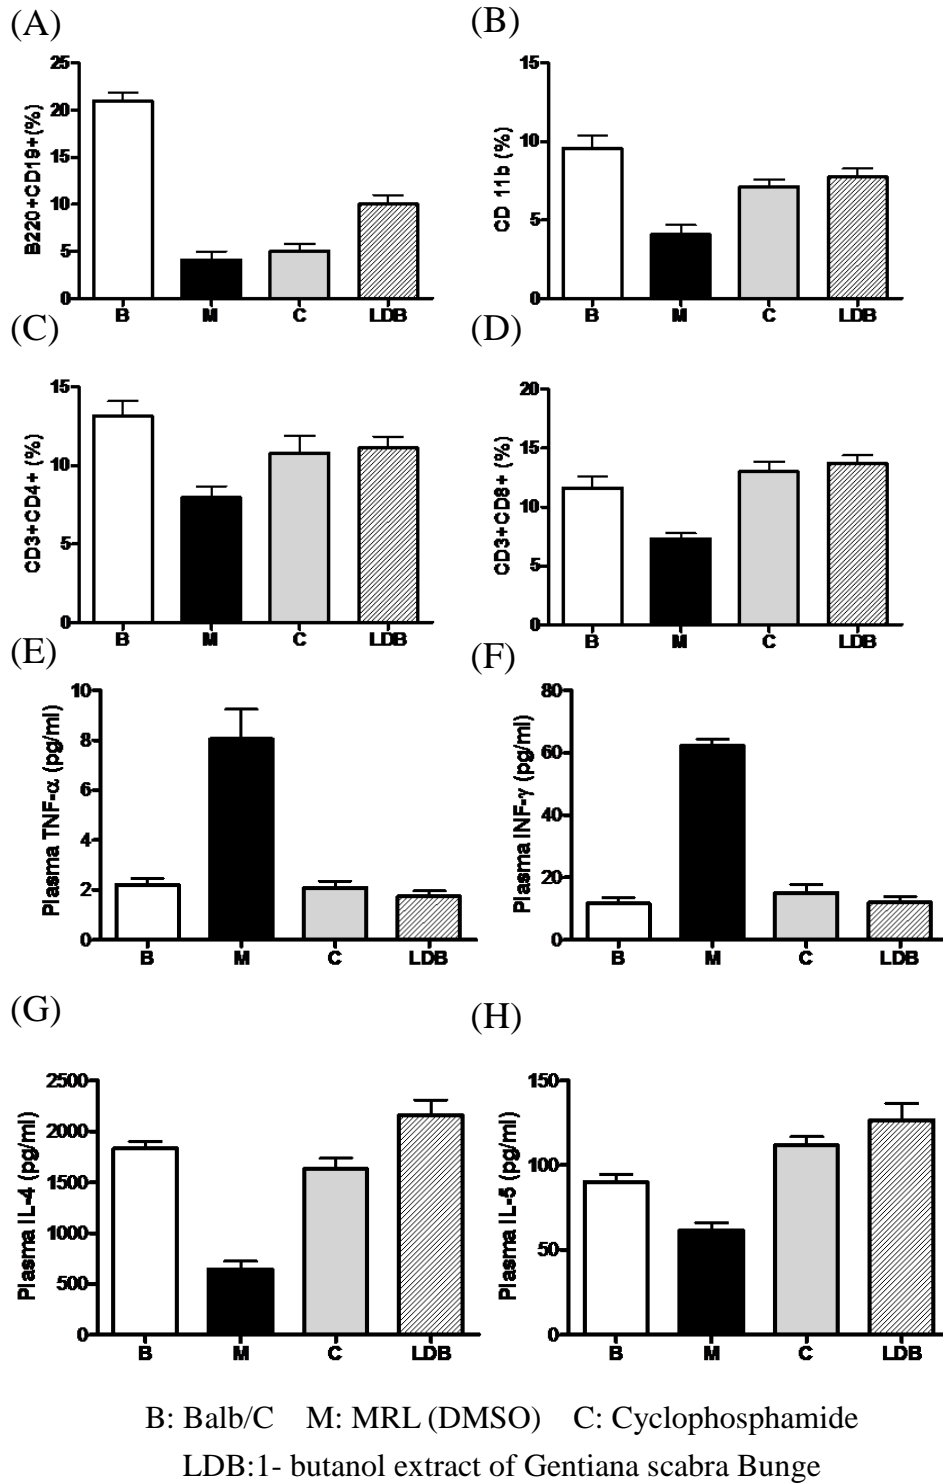 (A)
(B)
25
20
15
10
5
0
B220+CD19+(%)
B M C LDB
15
10
5
0
CD 11b (%)
B M C LDB
(C)
(D)
15
10
5
0
CD3+CD4+ (%)
B M C LDB
20
15
10
5
0
CD3+CD8+ (%)
B M C LDB
(E)
(F)
10
8
6
4
2
0
Plasma TNF-α (pg/ml)
B M C LDB
80
60
40
20
0
Plasma INF-γ (pg/ml)
B M C LDB
(G)
(H)
2500
2000
1500
1000
500
0
Plasma IL-4 (pg/ml)
B M C LDB
150
100
50
0
Plasma IL-5 (pg/ml)
B M C LDB
B: Balb/C M: MRL (DMSO) C: Cyclophosphamide
LDB:1- butanol extract of Gentiana scabra Bunge